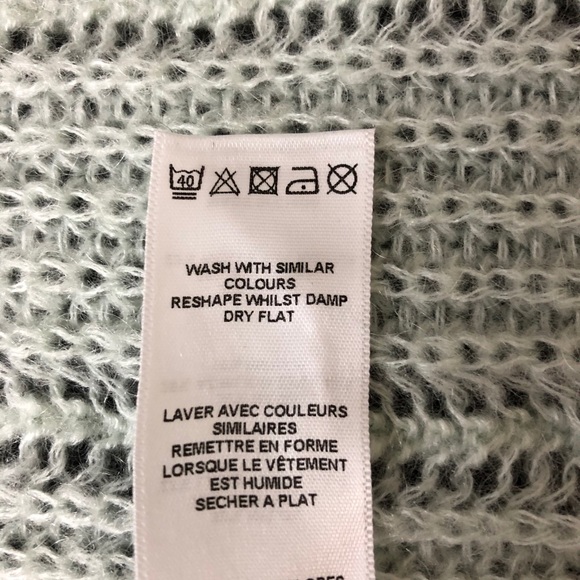 40
WASH WITH SIMILAR
COLOURS
RESHAPE WHILST DAMP
DRY FLAT
LAVER AVEC COULEURS
SIMILAIRES
REMETTRE EN FORME
LORSQUE LE VÊTEMENT
EST HUMIDE
SECHER A PLAT